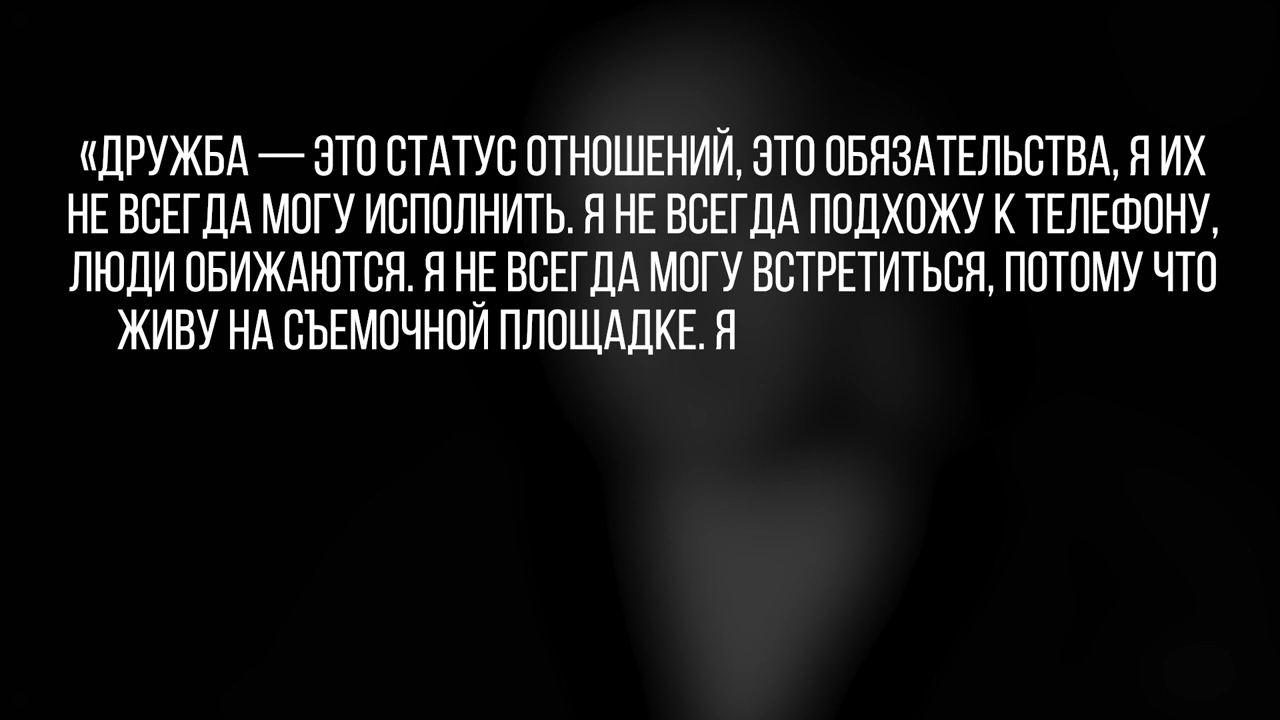 «ДРУЖБА — ЭТО СТАТУС ОТНОШЕНИЙ, ЭТО ОБЯЗАТЕЛЬСТВА, Я ИХ
НЕ ВСЕГДА МОГУ ИСПОЛНИТЬ. Я НЕ ВСЕГДА ПОДХОЖУ К ТЕЛЕФОНУ,
ЛЮДИ ОБИЖАЮТСЯ. Я НЕ ВСЕГДА МОГУ ВСТРЕТИТЬСЯ, ПОТОМУ ЧТО
ЖИВУ НА СЪЕМОЧНОЙ ПЛОЩАДКЕ. Я